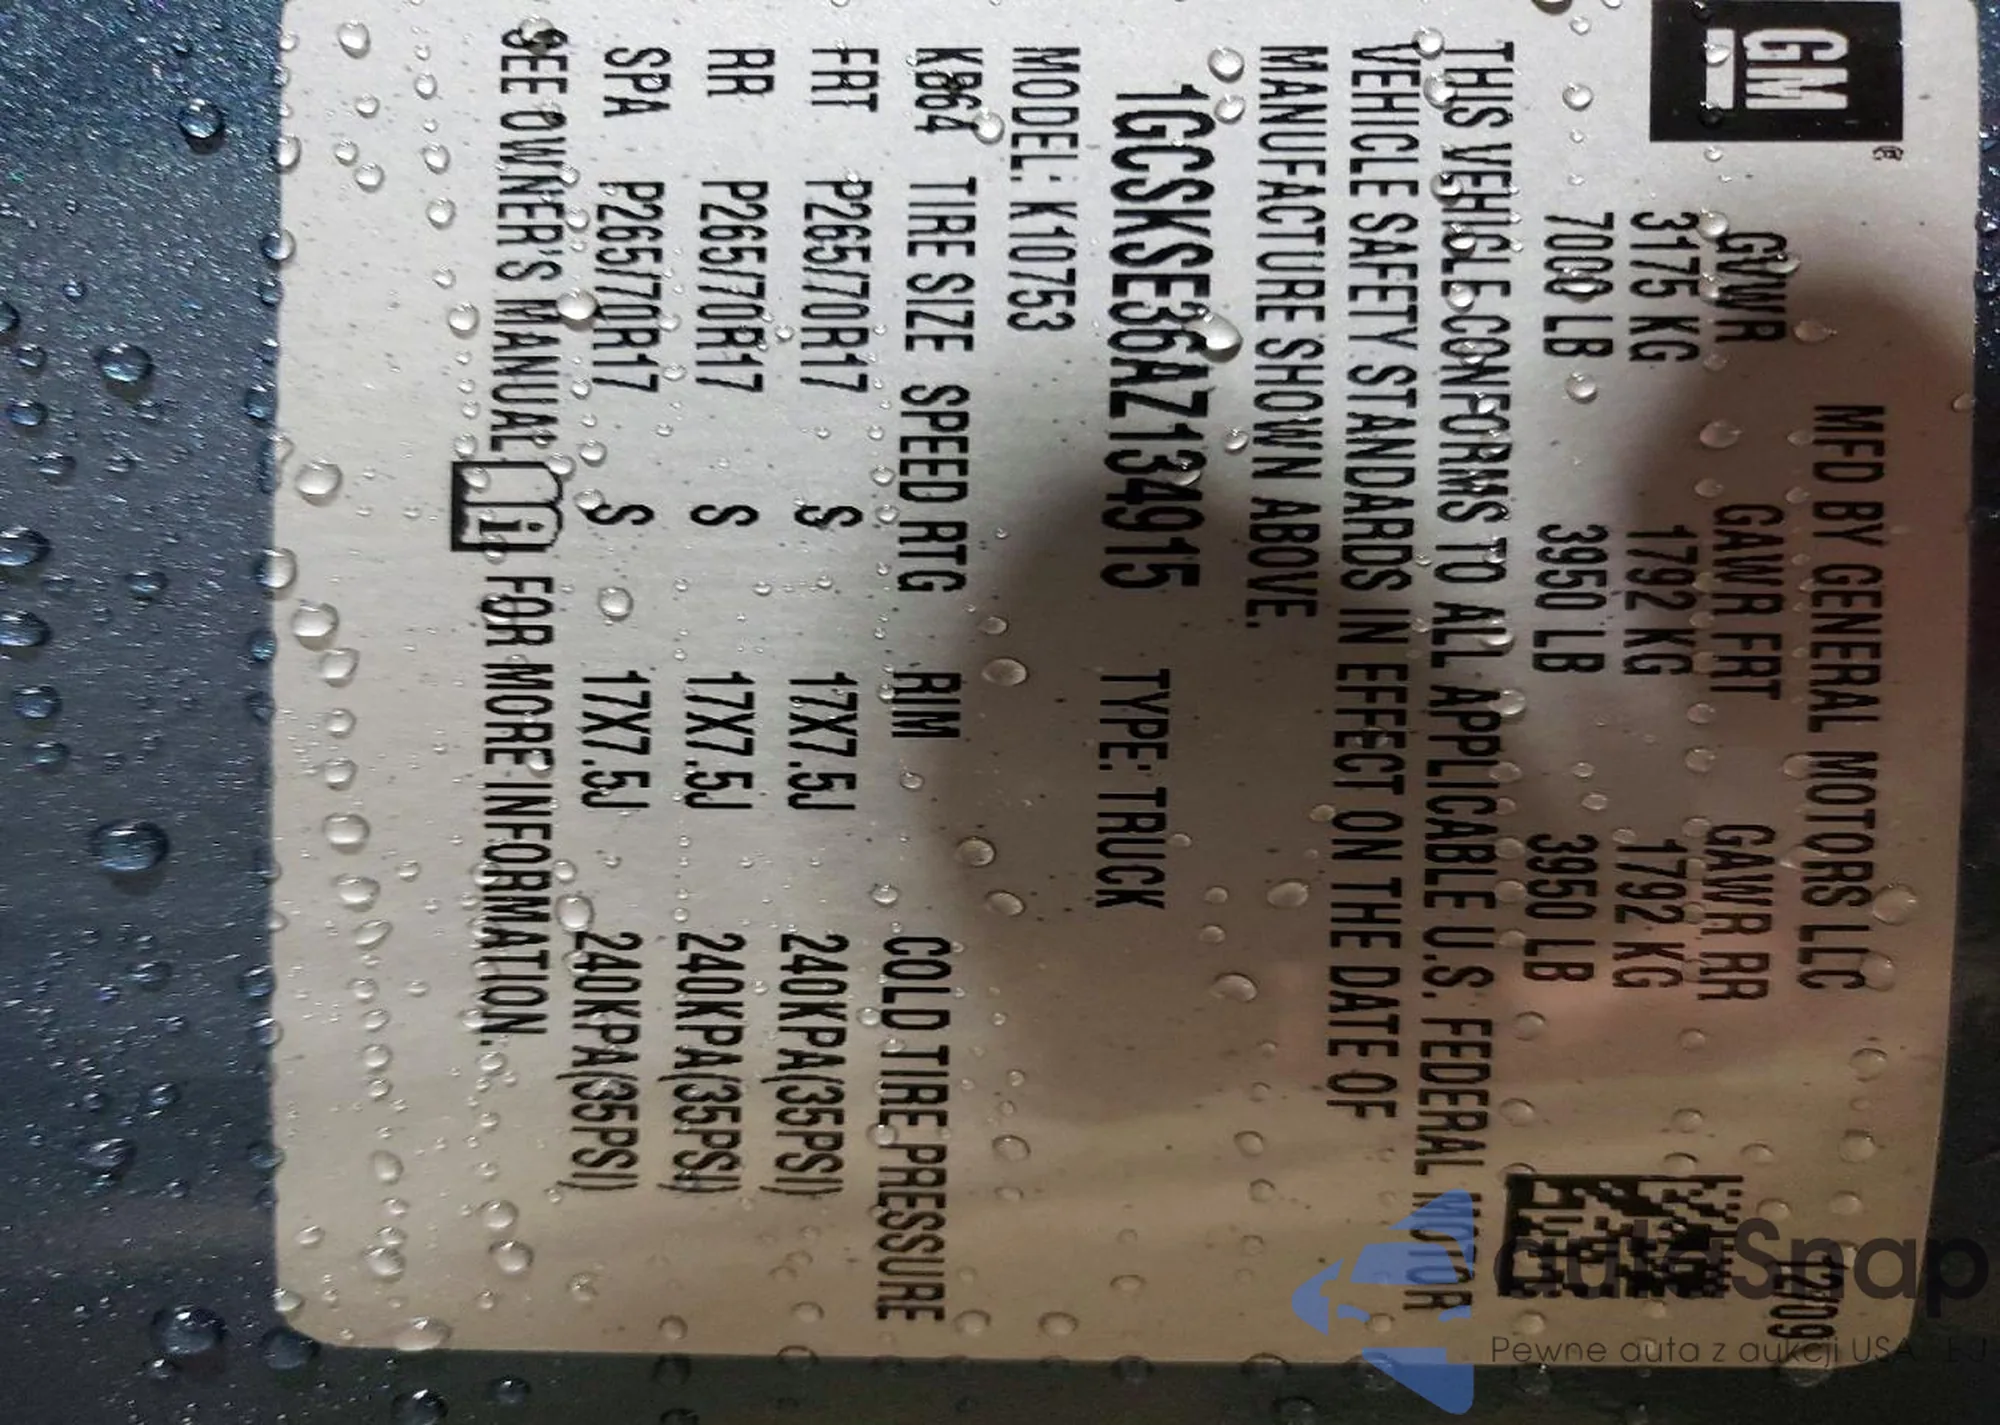 GM®
MFD BY GENERAL MOTORS LLC 12/09
GVWR GAWR FRT GAWR RR
3175 KG 1792 KG 1792 KG
7000 LB 3950 LB 3950 LB
THIS VEHICLE CONFORMS TO ALL APPLICABLE U.S. FEDERAL MOTOR
VEHICLE SAFETY STANDARDS IN EFFECT ON THE DATE OF
MANUFACTURE SHOWN ABOVE.
1GCSKSE36AZ134915 TYPE: TRUCK
MODEL: K10753
KB64 TIRE SIZE SPEED RTG RIM COLD TIRE PRESSURE
FRT P265/70R17 S 17X7.5J 240KPA(35PSI)
RR P265/70R17 S 17X7.5J 240KPA(35PSI)
SPA P265/70R17 S 17X7.5J 240KPA(35PSI)
SEE OWNER'S MANUAL i FOR MORE INFORMATION.
autoSnap
Pewne auta z aukcji USA EU